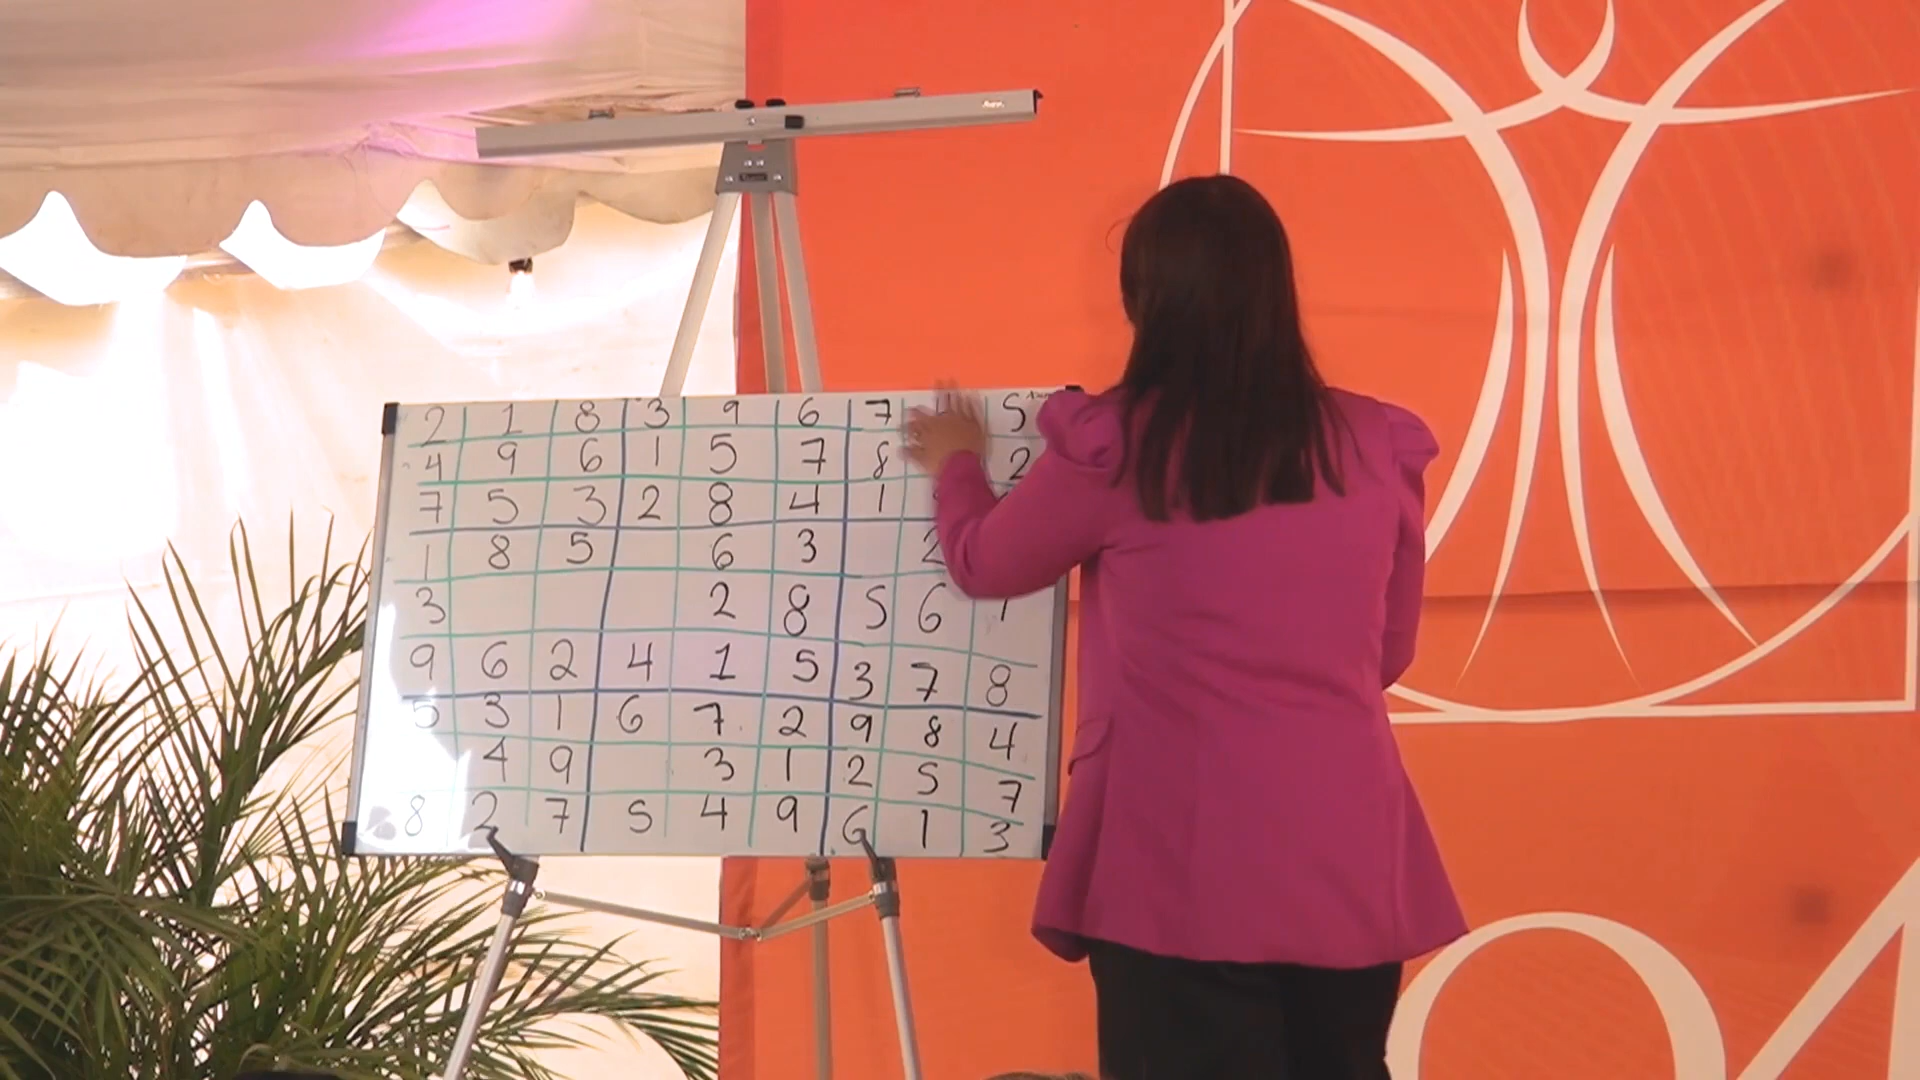 2 1 8 3 9 6 7 5
4 9 6 1 5 7 8 2
7 5 3 2 8 4 1
1 8 5 6 3 2
3 2 8 5 6 1
9 6 2 4 1 5 3 7 8
5 3 1 6 7 2 9 8 4
4 9 3 1 2 5 7
8 2 7 5 4 9 6 1 3